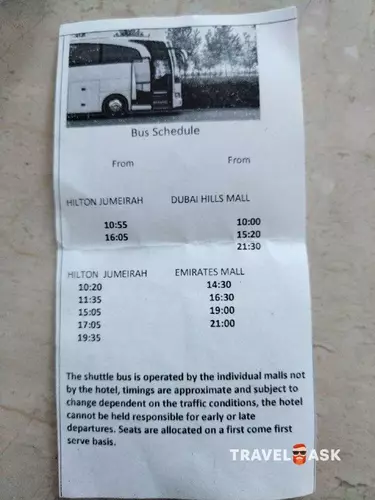 Bus Schedule
From From
HILTON JUMEIRAH DUBAI HILLS MALL
10:55 10:00
16:05 15:20
21:30
HILTON JUMEIRAH EMIRATES MALL
10:20 14:30
11:35 16:30
15:05 19:00
17:05 21:00
19:35
The shuttle bus is operated by the individual malls not
by the hotel, timings are approximate and subject to
change dependent on the traffic conditions, the hotel
cannot be held responsible for early or late
departures. Seats are allocated on a first come first
serve basis.
TRAVEL ASK